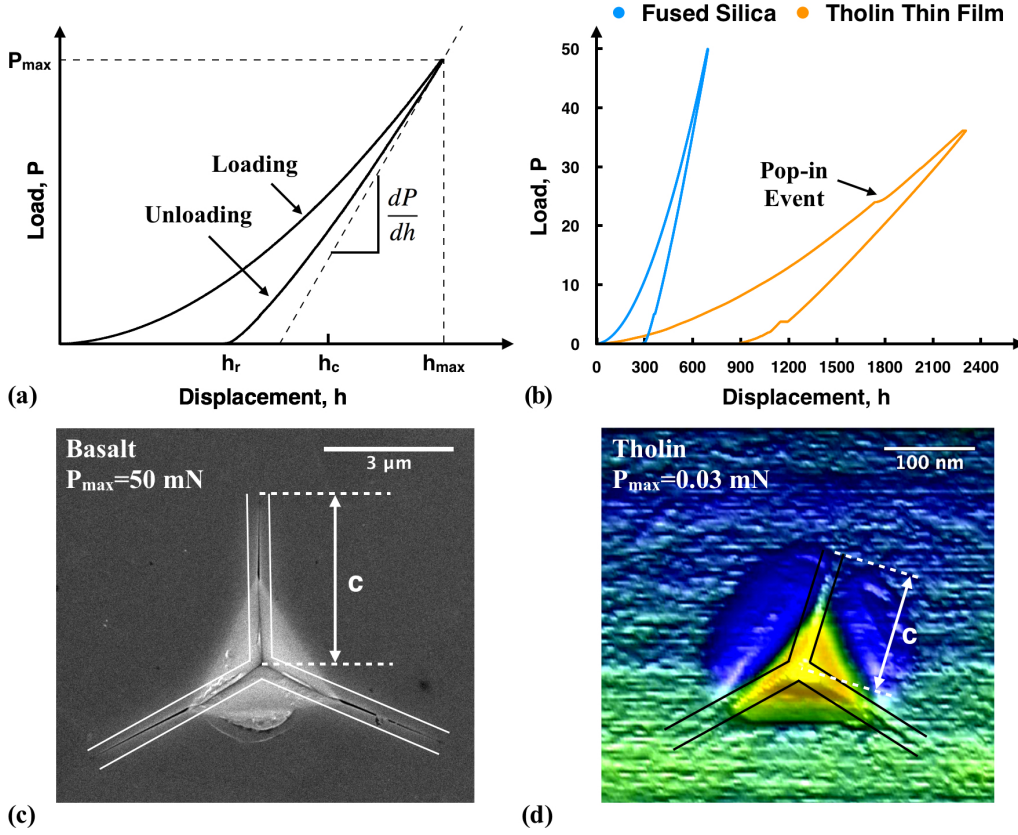 Fused Silica Tholin Thin Film
Pmax
Loading
Unloading
dP
dh
Load, P
hr hc hmax
Displacement, h
(a)
50
40
30
20
10
0
Pop-in
Event
Load, P
0 300 600 900 1200 1500 1800 2100 2400
Displacement, h
(b)
Basalt
Pmax=50 mN
3 μm
c
(c)
Tholin
Pmax=0.03 mN
100 nm
c
(d)